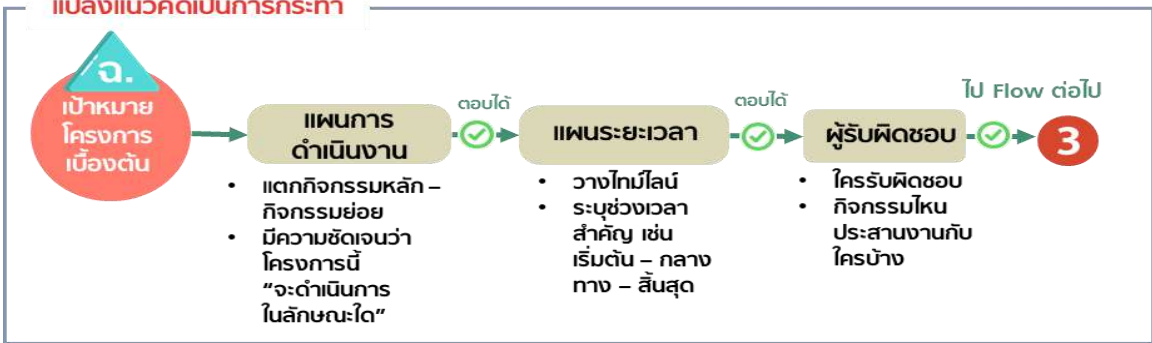 แปลงแนวคิดเป็นการกระทำ
ฉ.
เป้าหมาย
โครงการ
เบื้องต้น
แผนการ
ดำเนินงาน
• แตกกิจกรรมหลัก –
กิจกรรมย่อย
• มีความชัดเจนว่า
โครงการนี้
“จะดำเนินการ
ในลักษณะใด”
ตอบได้
แผนระยะเวลา
• วางไทม์ไลน์
• ระบุช่วงเวลา
สำคัญ เช่น
เริ่มต้น – กลาง
ทาง – สิ้นสุด
ตอบได้
ผู้รับผิดชอบ
• ใครรับผิดชอบ
• กิจกรรมไหน
ประสานงานกับ
ใครบ้าง
ไป Flow ต่อไป
3